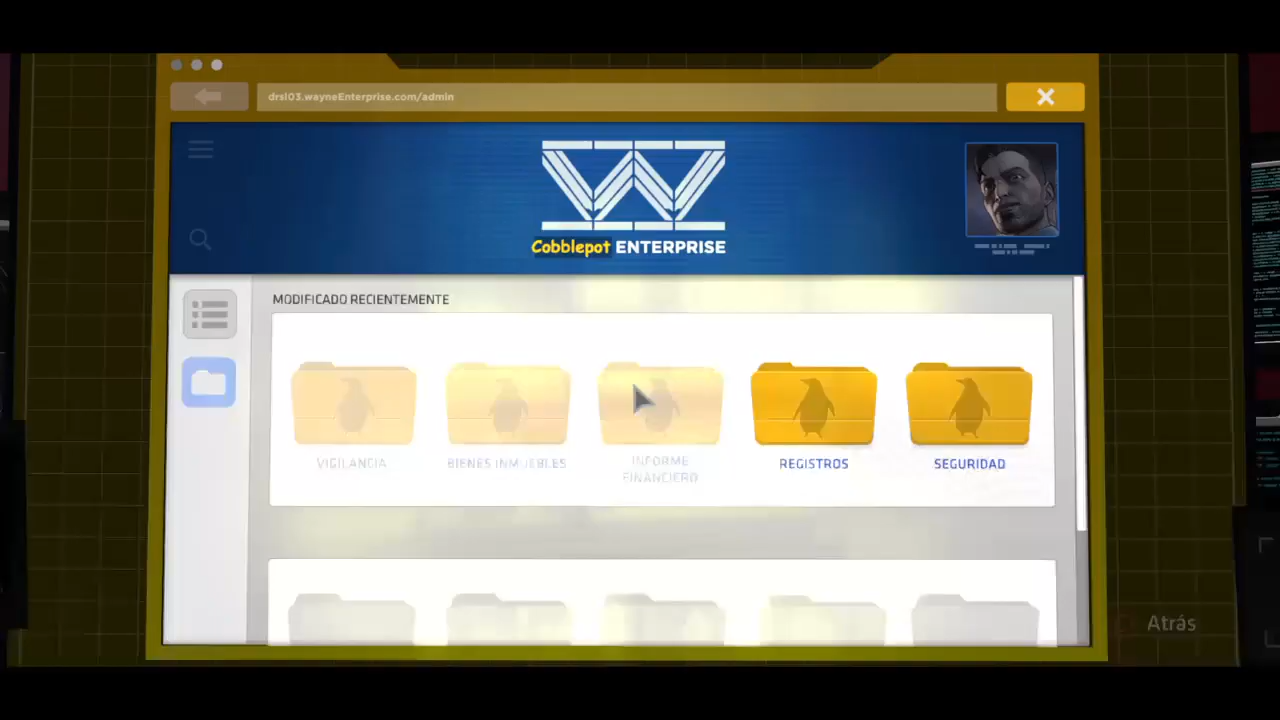 drsl03.wayneEnterprise.com/admin
Cobblepot ENTERPRISE
MODIFICADO RECIENTEMENTE
VIGILANCIA
BIENES INMUEBLES
INFORME
FINANCIERO
REGISTROS
SEGURIDAD
Atrás